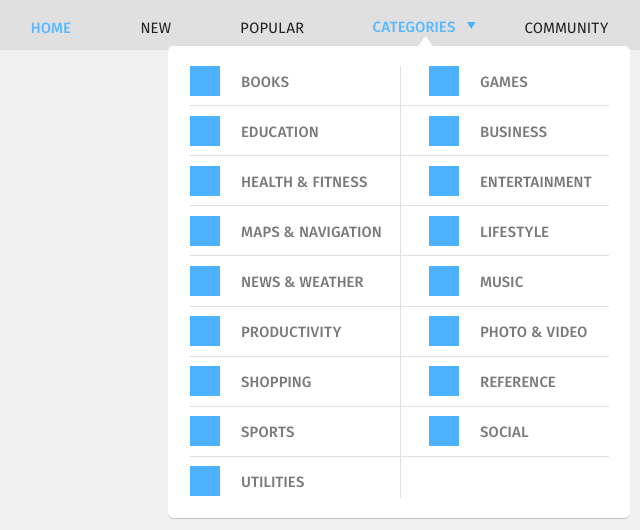 HOME NEW POPULAR CATEGORIES COMMUNITY
BOOKS GAMES
EDUCATION BUSINESS
HEALTH & FITNESS ENTERTAINMENT
MAPS & NAVIGATION LIFESTYLE
NEWS & WEATHER MUSIC
PRODUCTIVITY PHOTO & VIDEO
SHOPPING REFERENCE
SPORTS SOCIAL
UTILITIES